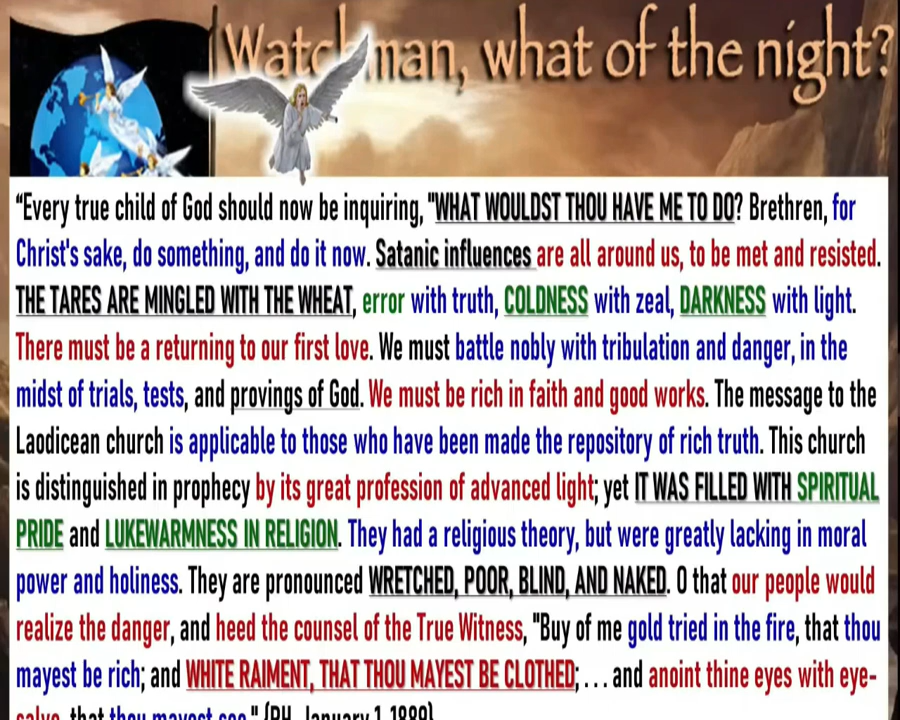 Watchman, what of the night?
“Every true child of God should now be inquiring, "WHAT WOULDST THOU HAVE ME TO DO? Brethren, for
Christ's sake, do something, and do it now. Satanic influences are all around us, to be met and resisted.
THE TARES ARE MINGLED WITH THE WHEAT, error with truth, COLDNESS with zeal, DARKNESS with light.
There must be a returning to our first love. We must battle nobly with tribulation and danger, in the
midst of trials, tests, and provings of God. We must be rich in faith and good works. The message to the
Laodicean church is applicable to those who have been made the repository of rich truth. This church
is distinguished in prophecy by its great profession of advanced light; yet IT WAS FILLED WITH SPIRITUAL
PRIDE and LUKEWARMNESS IN RELIGION. They had a religious theory, but were greatly lacking in moral
power and holiness. They are pronounced WRETCHED, POOR, BLIND, AND NAKED. O that our people would
realize the danger, and heed the counsel of the True Witness, "Buy of me gold tried in the fire, that thou
mayest be rich; and WHITE RAIMENT, THAT THOU MAYEST BE CLOTHED; . . . and anoint thine eyes with eye-
salve, that thou mayest see." {RH, January 1, 1889}